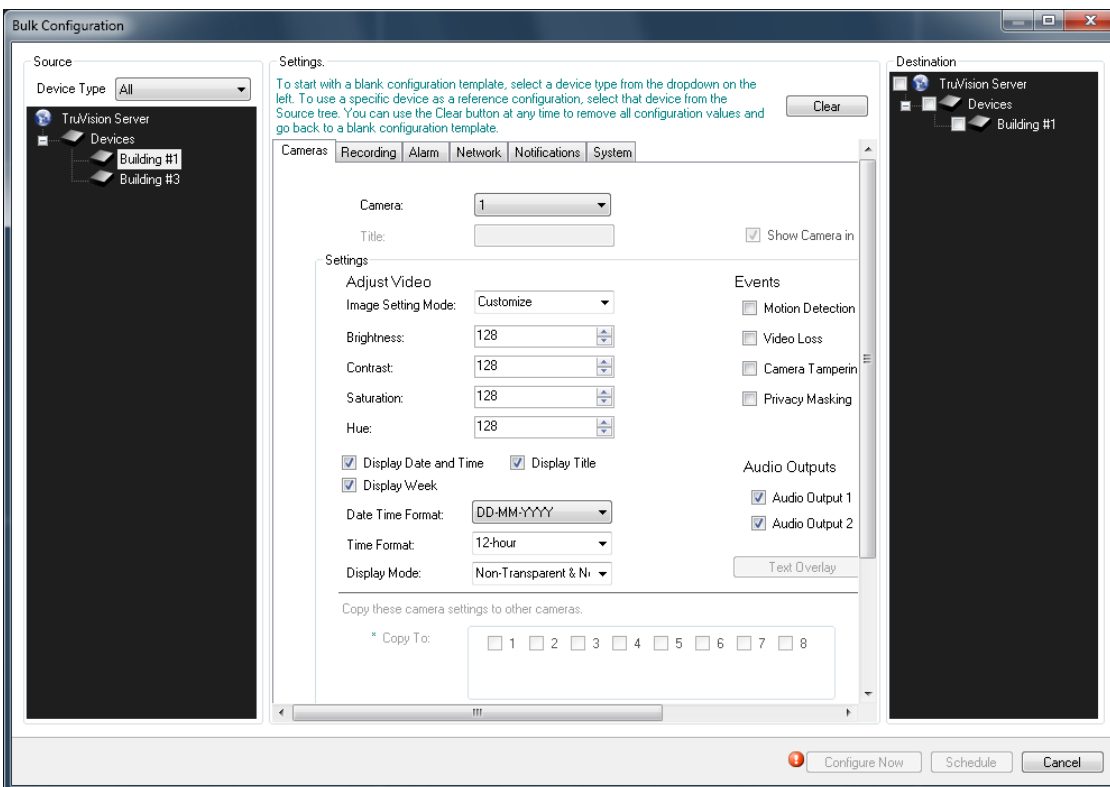 Bulk Configuration
Source
Device Type All
TruVision Server
Devices
Building #1
Building #3
Settings.
To start with a blank configuration template, select a device type from the dropdown on the
left. To use a specific device as a reference configuration, select that device from the
Source tree. You can use the Clear button at any time to remove all configuration values and
go back to a blank configuration template.
Clear
Cameras Recording Alarm Network Notifications System
Camera: 1
Title: Show Camera in
Settings
Adjust Video
Image Setting Mode: Customize
Brightness: 128
Contrast: 128
Saturation: 128
Hue: 128
Display Date and Time Display Title
Display Week
Date Time Format: DD-MM-YYYY
Time Format: 12-hour
Display Mode: Non-Transparent & N
Events
Motion Detection
Video Loss
Camera Tamperin
Privacy Masking
Audio Outputs
Audio Output 1
Audio Output 2
Text Overlay
Copy these camera settings to other cameras.
* Copy To: 1 2 3 4 5 6 7 8
Destination
TruVision Server
Devices
Building #1
Configure Now Schedule Cancel